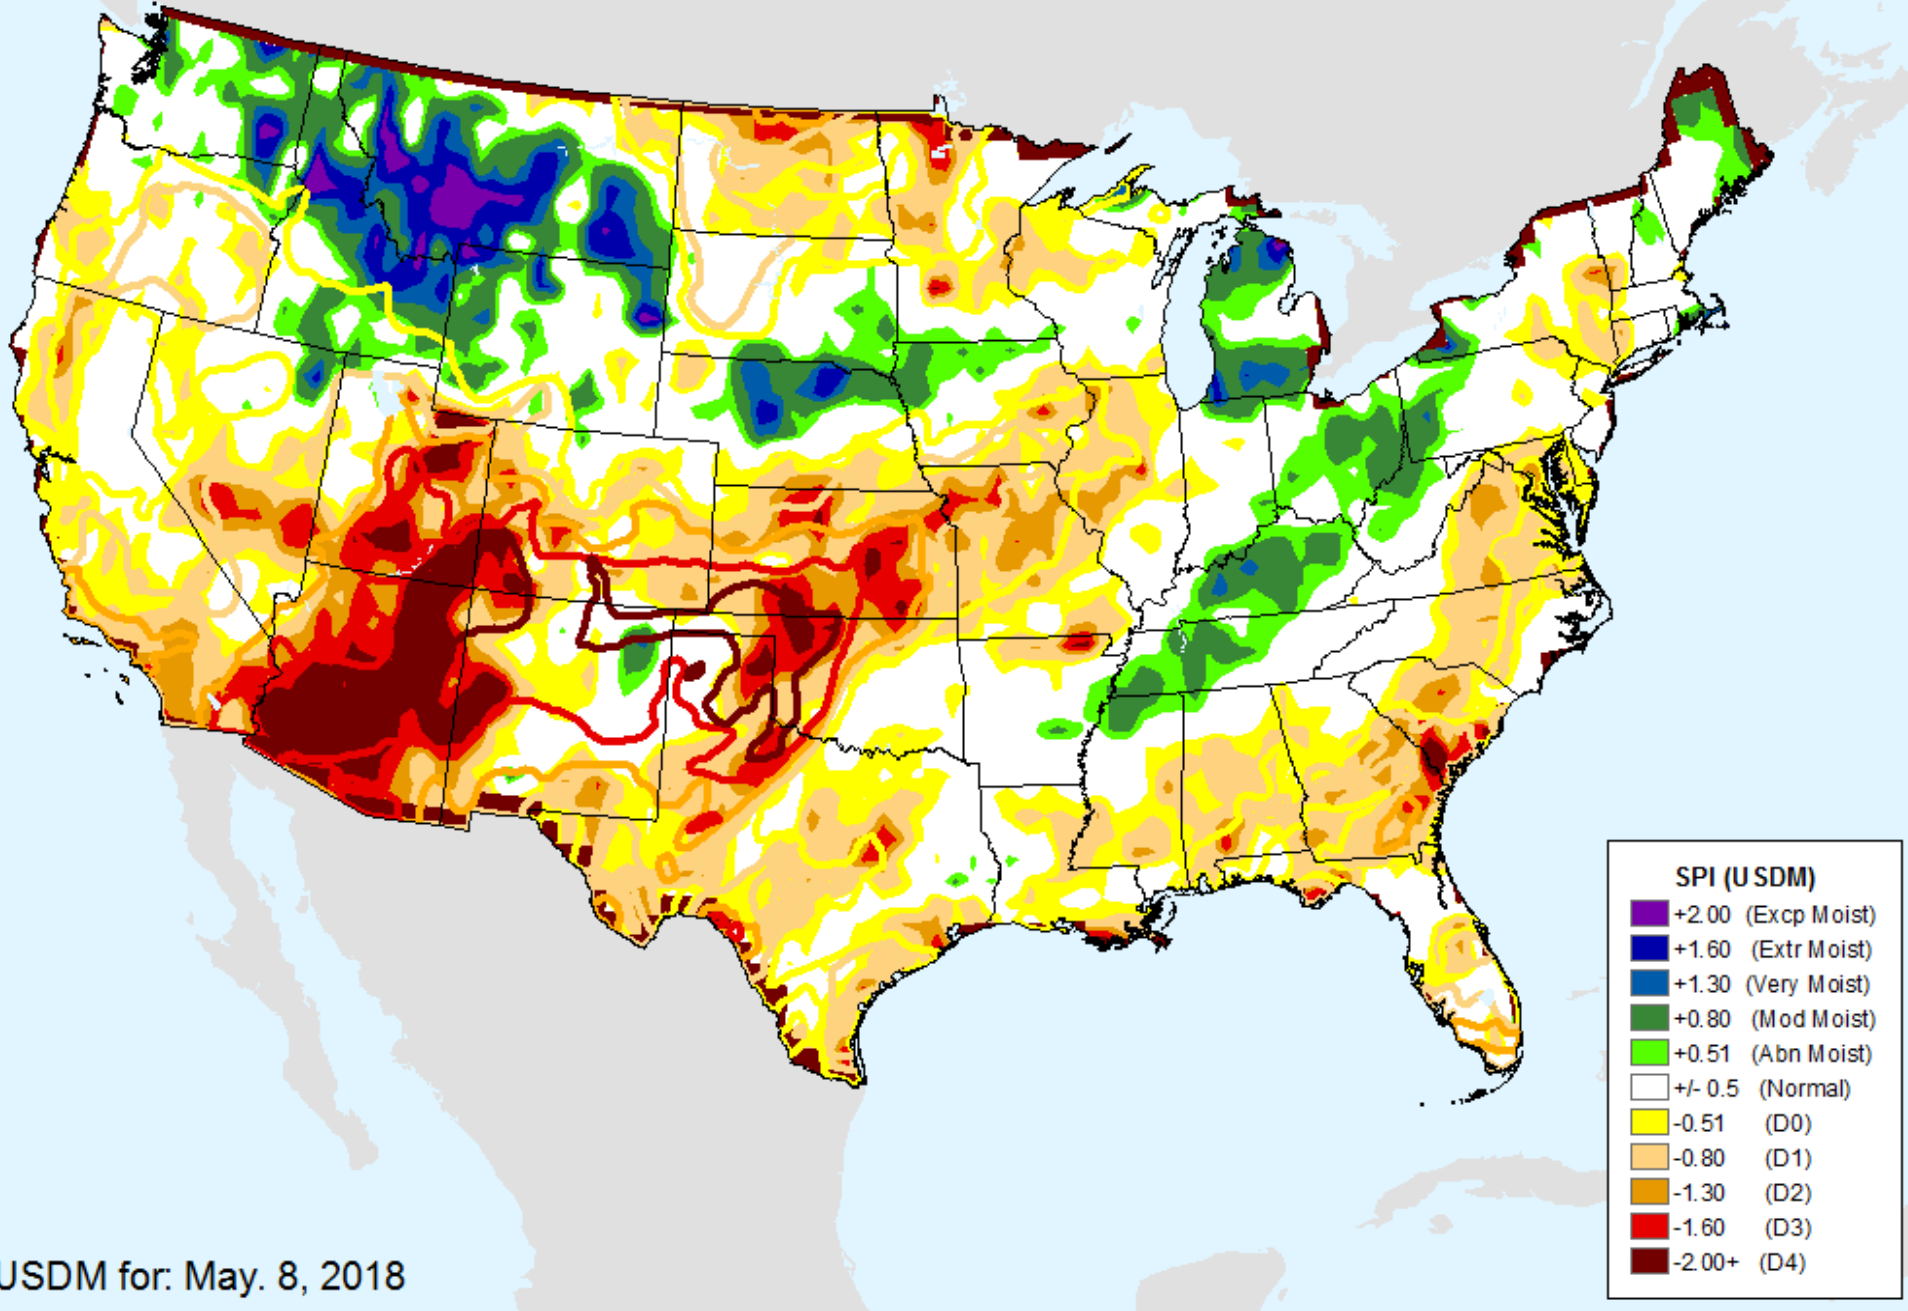 SPI (USDM)
+2.00 (Excp Moist)
+1.60 (Extr Moist)
+1.30 (Very Moist)
+0.80 (Mod Moist)
+0.51 (Abn Moist)
+/- 0.5 (Normal)
-0.51 (D0)
-0.80 (D1)
-1.30 (D2)
-1.60 (D3)
-2.00+ (D4)
USDM for: May. 8, 2018